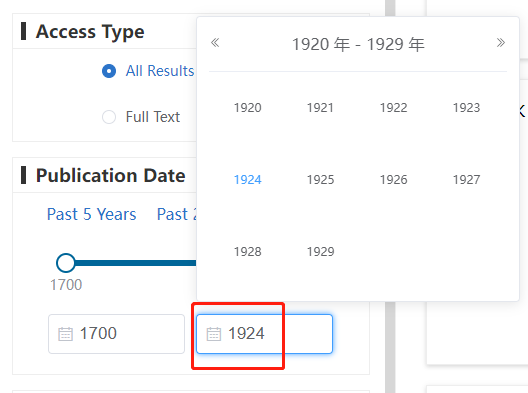 Access Type
All Results
Full Text
Publication Date
Past 5 Years Past 2
1700
1700
1924
1920 年 - 1929 年
1920 1921 1922 1923
1924 1925 1926 1927
1928 1929
K